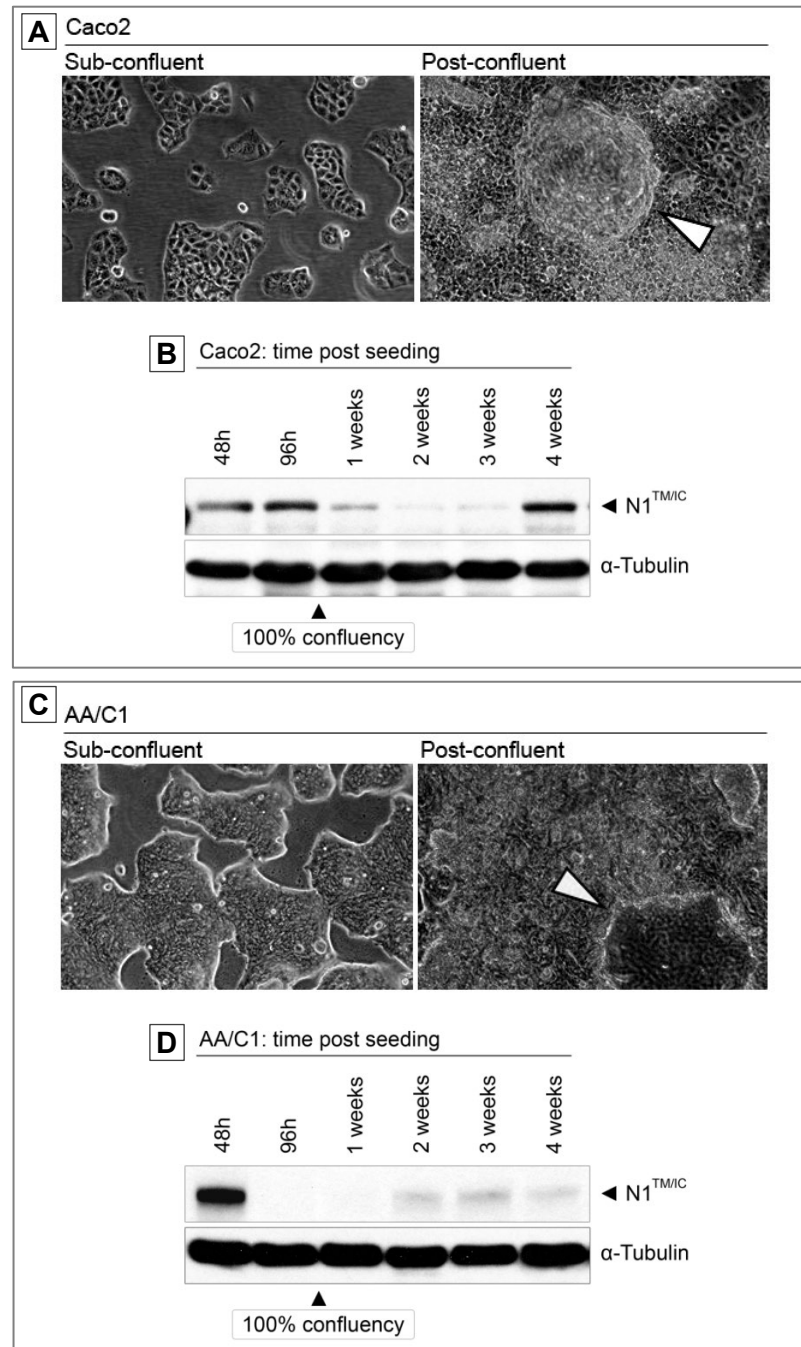 A Caco2
Sub-confluent Post-confluent
B Caco2: time post seeding
48h 96h 1 weeks 2 weeks 3 weeks 4 weeks
◄ N1TM/IC
α-Tubulin
▲
100% confluency
C AA/C1
Sub-confluent Post-confluent
D AA/C1: time post seeding
48h 96h 1 weeks 2 weeks 3 weeks 4 weeks
◄ N1TM/IC
α-Tubulin
▲
100% confluency